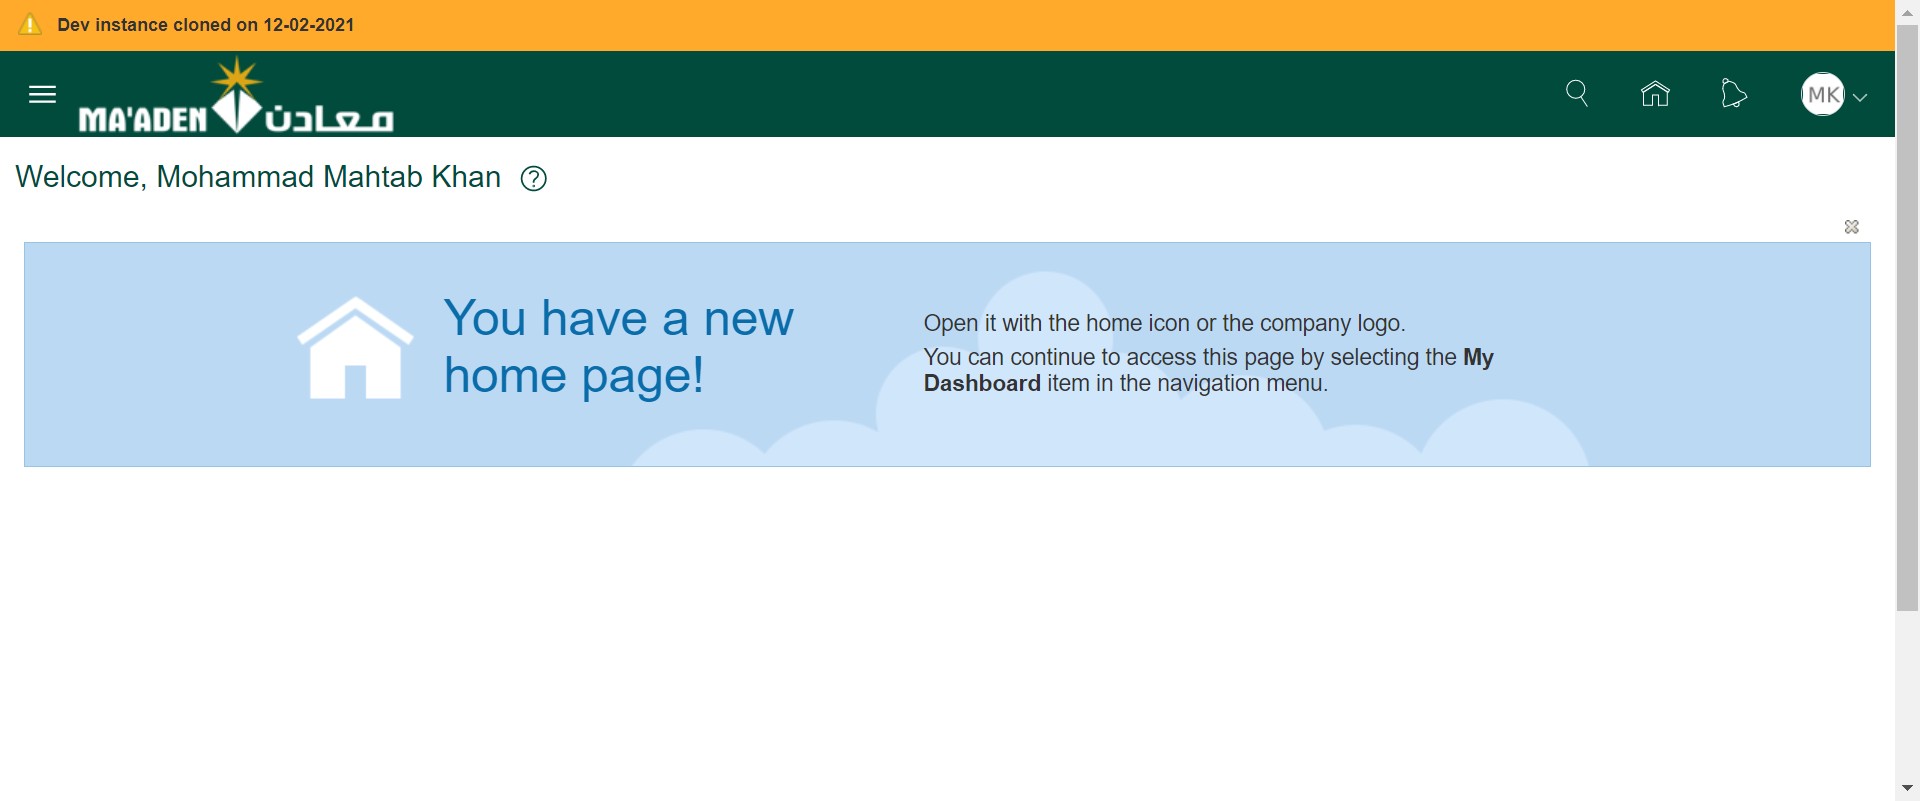 Dev instance cloned on 12-02-2021
MA'ADEN معادن
MK
Welcome, Mohammad Mahtab Khan ?
You have a new
home page!
Open it with the home icon or the company logo.
You can continue to access this page by selecting the My
Dashboard item in the navigation menu.